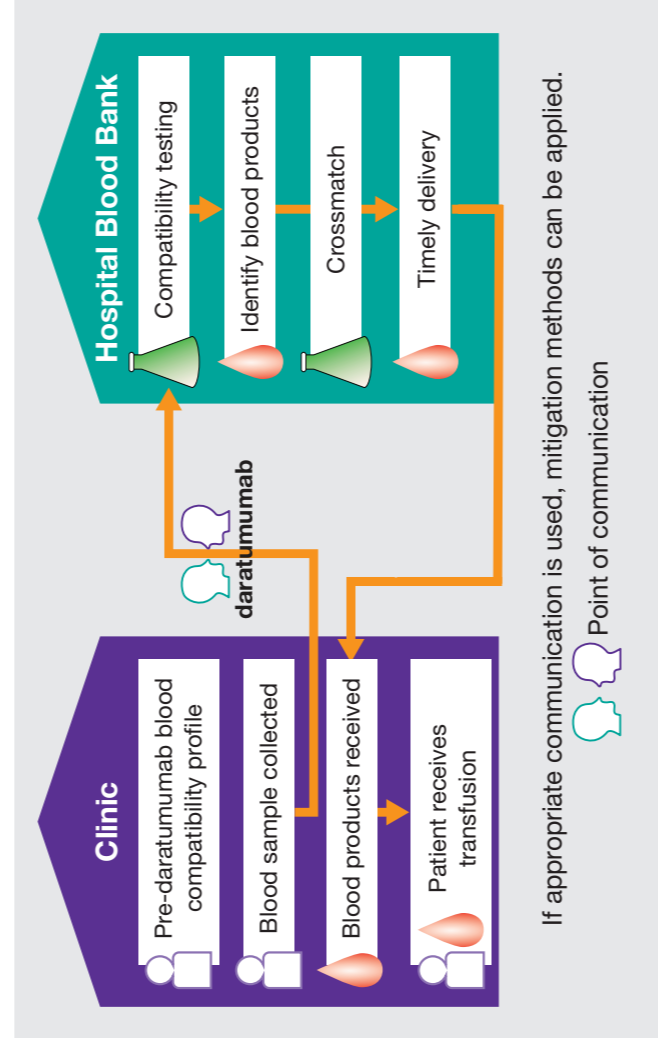 Clinic
Pre-daratumumab blood
compatibility profile
Blood sample collected
Blood products received
Patient receives
transfusion
daratumumab
Hospital Blood Bank
Compatibility testing
Identify blood products
Crossmatch
Timely delivery
If appropriate communication is used, mitigation methods can be applied.
Point of communication